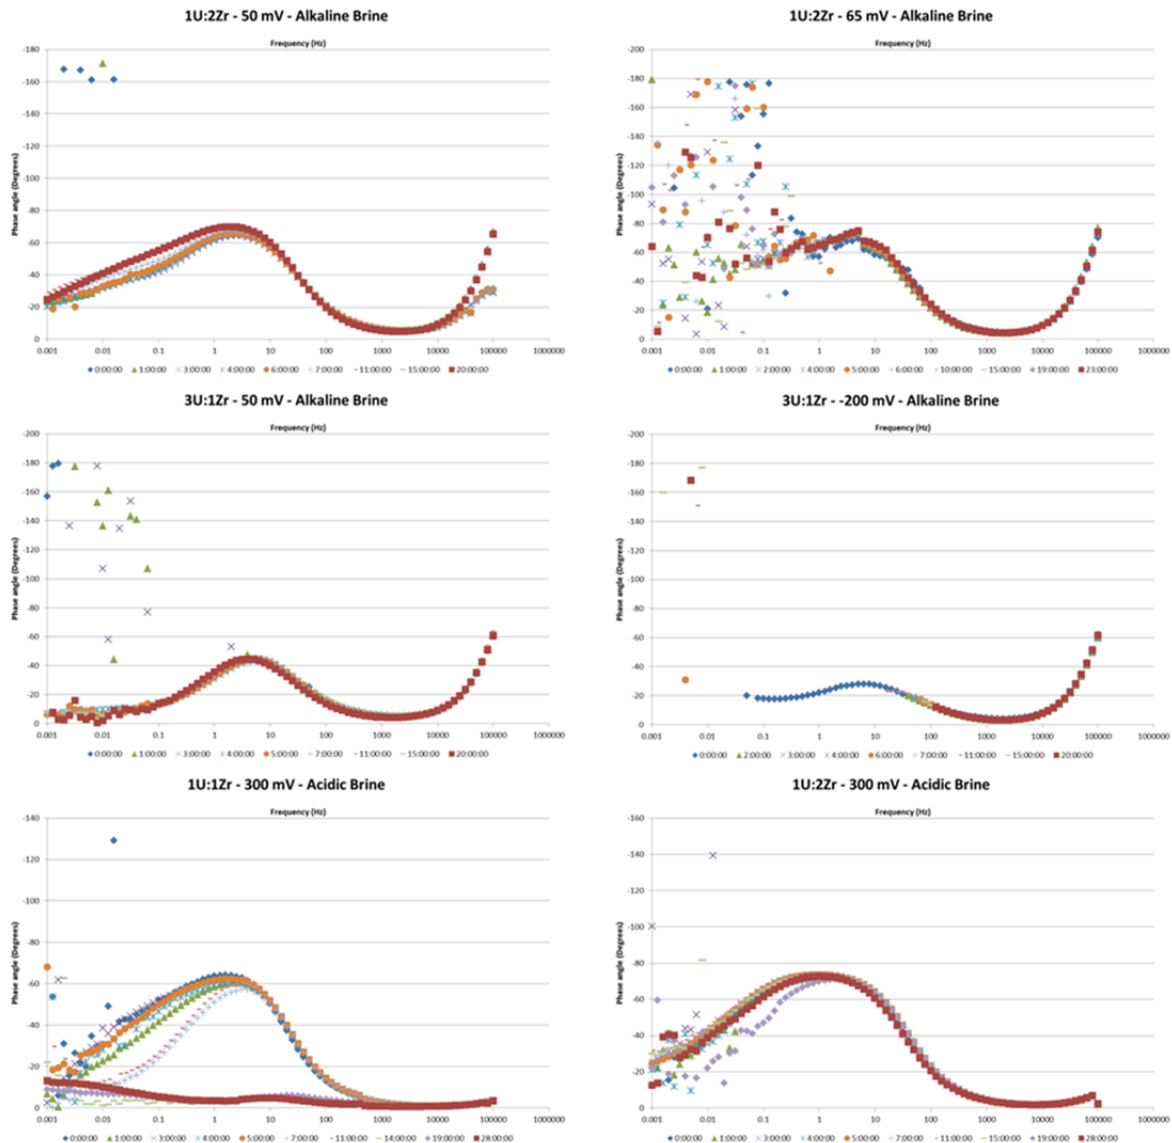 1U:2Zr - 50 mV - Alkaline Brine
Frequency (Hz)
Phase angle (Degrees)
-180
-160
-140
-120
-100
-80
-60
-40
-20
0
0.001 0.01 0.1 1 10 100 1000 10000 100000 1000000
0:00:00 1:00:00 3:00:00 4:00:00 6:00:00 7:00:00 11:00:00 15:00:00 20:00:00
1U:2Zr - 65 mV - Alkaline Brine
Frequency (Hz)
Phase angle (Degrees)
-200
-180
-160
-140
-120
-100
-80
-60
-40
-20
0
0.001 0.01 0.1 1 10 100 1000 10000 100000 1000000
0:00:00 1:00:00 2:00:00 4:00:00 5:00:00 6:00:00 10:00:00 15:00:00 19:00:00 23:00:00
3U:1Zr - 50 mV - Alkaline Brine
Frequency (Hz)
Phase angle (Degrees)
-200
-180
-160
-140
-120
-100
-80
-60
-40
-20
0
0.001 0.01 0.1 1 10 100 1000 10000 100000 1000000
0:00:00 1:00:00 3:00:00 4:00:00 5:00:00 7:00:00 11:00:00 15:00:00 20:00:00
3U:1Zr - -200 mV - Alkaline Brine
Frequency (Hz)
Phase angle (Degrees)
-200
-180
-160
-140
-120
-100
-80
-60
-40
-20
0
0.001 0.01 0.1 1 10 100 1000 10000 100000 1000000
0:00:00 2:00:00 3:00:00 4:00:00 6:00:00 7:00:00 11:00:00 15:00:00 20:00:00
1U:1Zr - 300 mV - Acidic Brine
Frequency (Hz)
Phase angle (Degrees)
-140
-120
-100
-80
-60
-40
-20
0
0.001 0.01 0.1 1 10 100 1000 10000 100000 1000000
0:00:00 1:00:00 3:00:00 4:00:00 5:00:00 7:00:00 11:00:00 14:00:00 19:00:00 28:00:00
1U:2Zr - 300 mV - Acidic Brine
Frequency (Hz)
Phase angle (Degrees)
-160
-140
-120
-100
-80
-60
-40
-20
0
0.001 0.01 0.1 1 10 100 1000 10000 100000 1000000
0:00:00 1:00:00 3:00:00 4:00:00 5:00:00 7:00:00 11:00:00 15:00:00 19:00:00 28:00:00